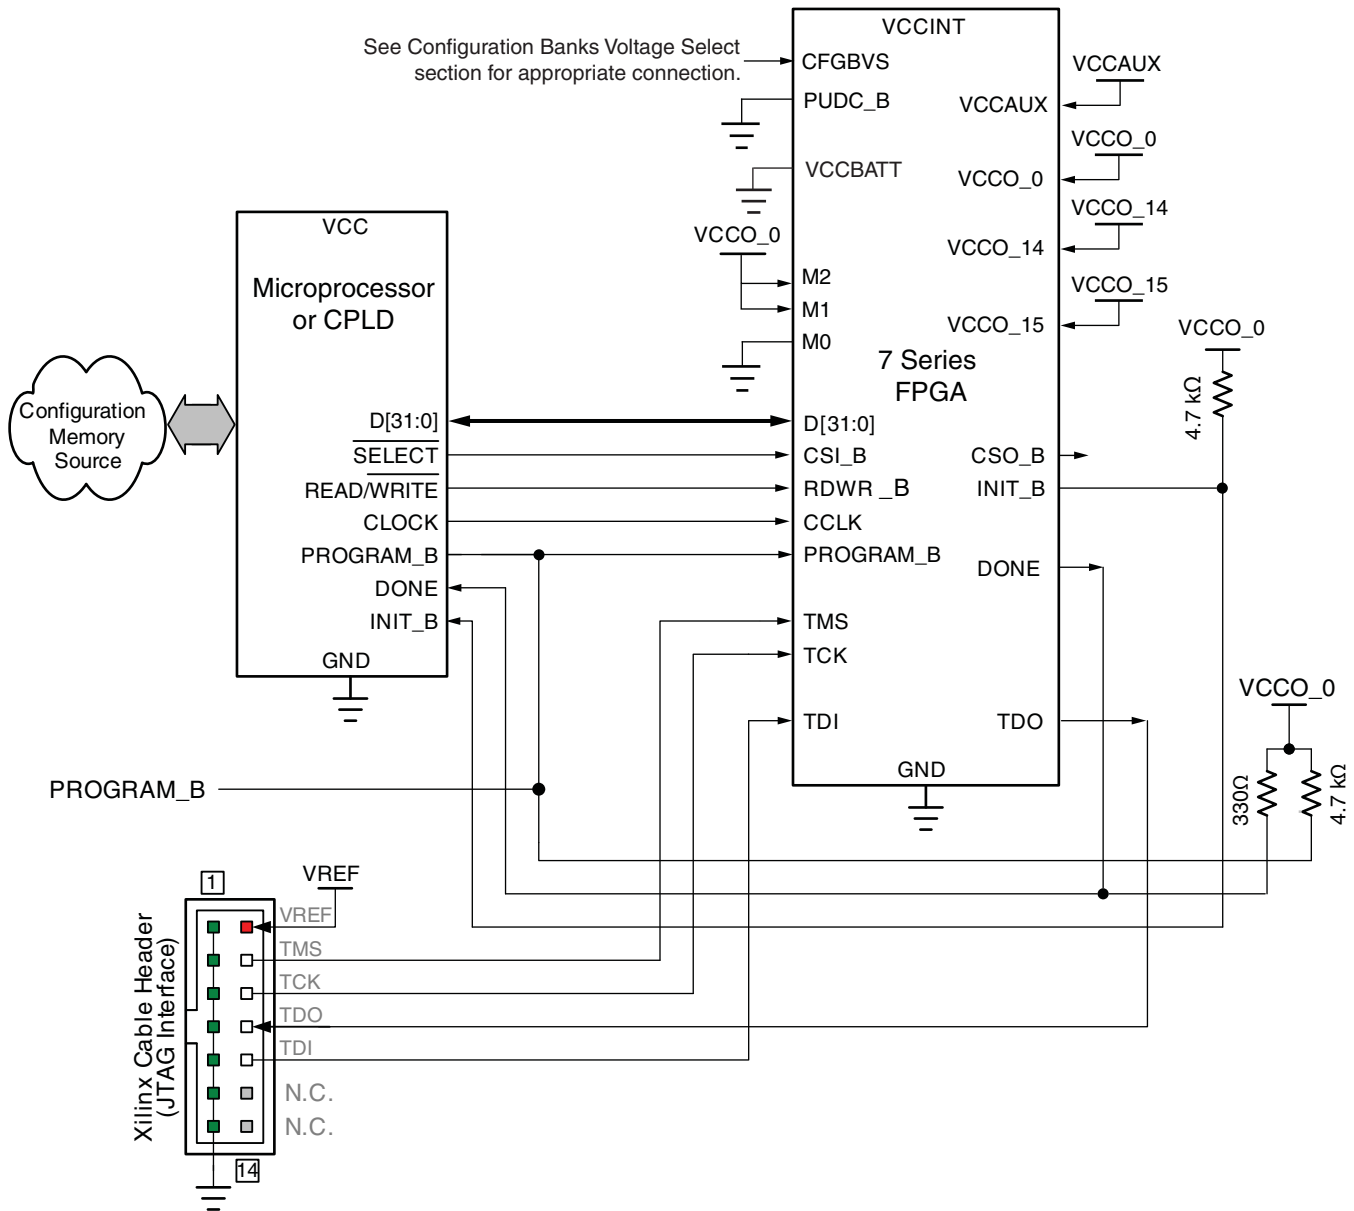 See Configuration Banks Voltage Select
section for appropriate connection.
VCCINT
CFGBVS
PUDC_B
VCCBATT
VCCO_0
M2
M1
M0
VCCAUX
VCCAUX
VCCO_0
VCCO_0
VCCO_14
VCCO_14
VCCO_15
VCCO_15
7 Series
FPGA
VCCO_0
4.7 kΩ
VCC
Microprocessor
or CPLD
Configuration
Memory
Source
D[31:0]
SELECT
READ/WRITE
CLOCK
PROGRAM_B
DONE
INIT_B
GND
D[31:0]
CSI_B
RDWR _B
CCLK
PROGRAM_B
TMS
TCK
TDI
CSO_B
INIT_B
DONE
TDO
GND
VCCO_0
330Ω
4.7 kΩ
PROGRAM_B
1
VREF
VREF
TMS
TCK
TDO
TDI
N.C.
N.C.
14
Xilinx Cable Header
(JTAG Interface)